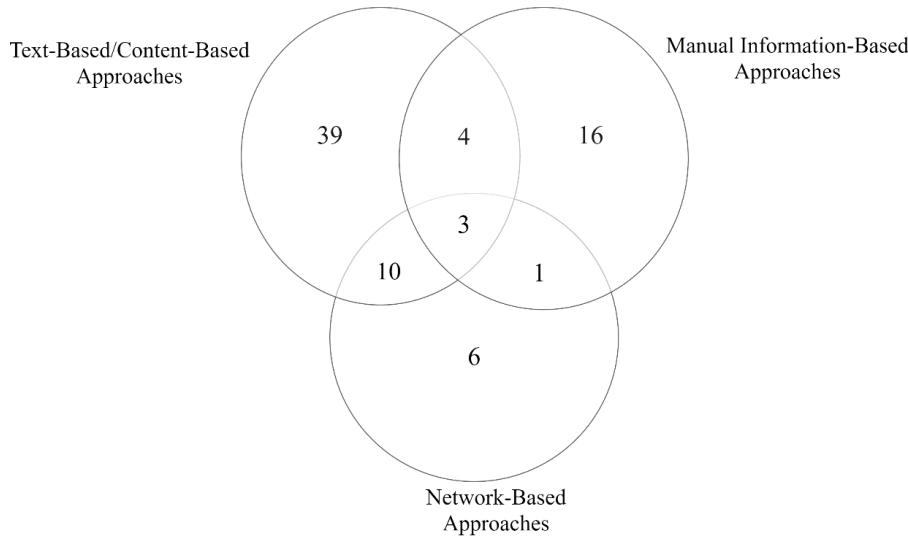 Text-Based/Content-Based
Approaches
Manual Information-Based
Approaches
39
4
16
3
10
1
6
Network-Based
Approaches